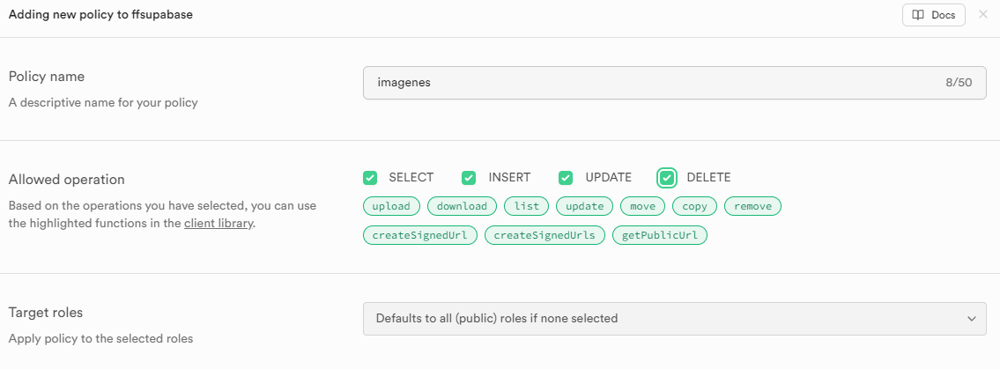 Adding new policy to ffsupabase
Docs
Policy name
A descriptive name for your policy
imagenes
8/50
Allowed operation
Based on the operations you have selected, you can use
the highlighted functions in the client library.
SELECT INSERT UPDATE DELETE
upload download list update move copy remove
createSignedUrl createSignedUrls getPublicUrl
Target roles
Apply policy to the selected roles
Defaults to all (public) roles if none selected